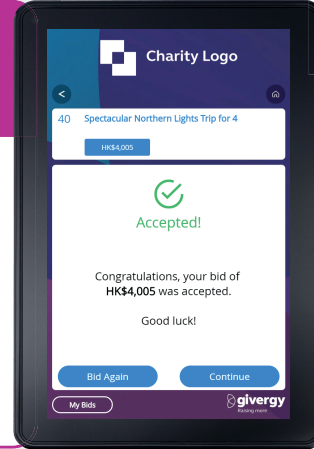 Charity Logo
<
40 Spectacular Northern Lights Trip for 4
HK$4,005
Accepted!
Congratulations, your bid of
HK$4,005 was accepted.
Good luck!
Bid Again Continue
My Bids givergy
Raising more